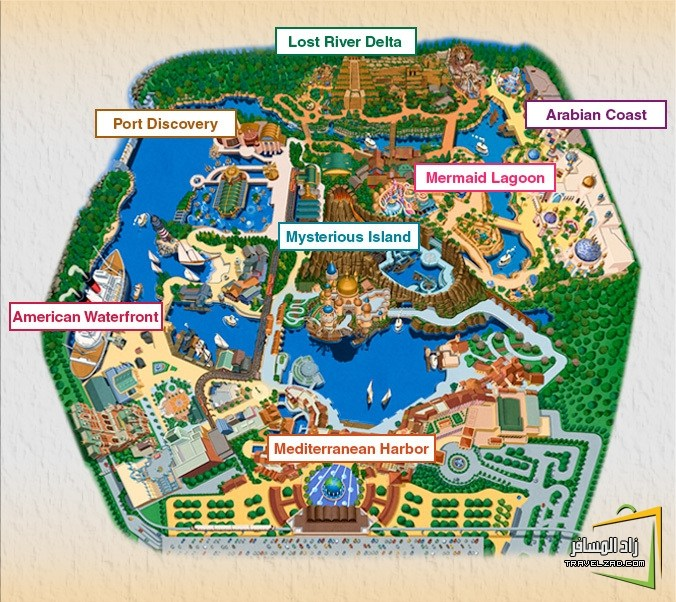 Lost River Delta
Arabian Coast
Port Discovery
Mermaid Lagoon
Mysterious Island
American Waterfront
Mediterranean Harbor
زاد المسافر
TRAVELZAD.COM